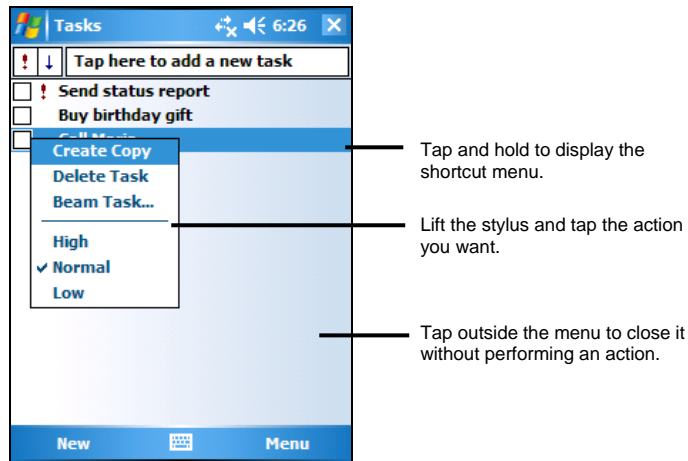 Tasks 6:26
! ↓ Tap here to add a new task
! Send status report
Buy birthday gift
Call Maria
Create Copy
Delete Task
Beam Task...
High
✓ Normal
Low
New Menu
Tap and hold to display the
shortcut menu.
Lift the stylus and tap the action
you want.
Tap outside the menu to close it
without performing an action.